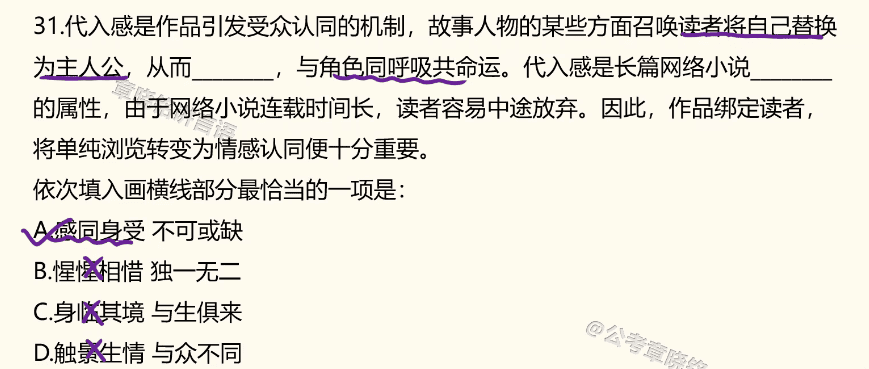 31.代入感是作品引发受众认同的机制，故事人物的某些方面召唤读者将自己替换
为主人公，从而________，与角色同呼吸共命运。代入感是长篇网络小说________
的属性，由于网络小说连载时间长，读者容易中途放弃。因此，作品绑定读者，
将单纯浏览转变为情感认同便十分重要。
依次填入画横线部分最恰当的一项是：
A.感同身受 不可或缺
B.惺惺相惜 独一无二
C.身临其境 与生俱来
D.触景生情 与众不同